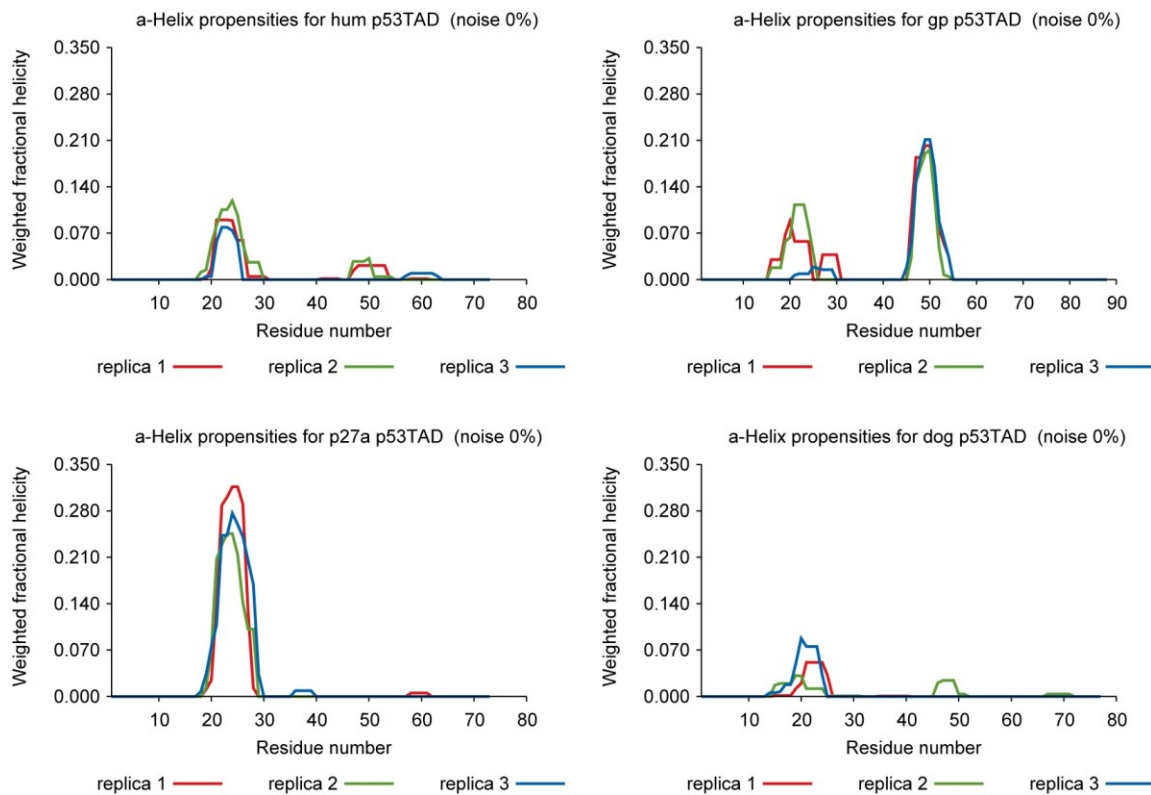 a-Helix propensities for hum p53TAD (noise 0%)
Weighted fractional helicity
0.350
0.280
0.210
0.140
0.070
0.000
10 20 30 40 50 60 70 80
Residue number
replica 1 replica 2 replica 3
a-Helix propensities for gp p53TAD (noise 0%)
Weighted fractional helicity
0.350
0.280
0.210
0.140
0.070
0.000
10 20 30 40 50 60 70 80 90
Residue number
replica 1 replica 2 replica 3
a-Helix propensities for p27a p53TAD (noise 0%)
Weighted fractional helicity
0.350
0.280
0.210
0.140
0.070
0.000
10 20 30 40 50 60 70 80
Residue number
replica 1 replica 2 replica 3
a-Helix propensities for dog p53TAD (noise 0%)
Weighted fractional helicity
0.350
0.280
0.210
0.140
0.070
0.000
10 20 30 40 50 60 70 80
Residue number
replica 1 replica 2 replica 3